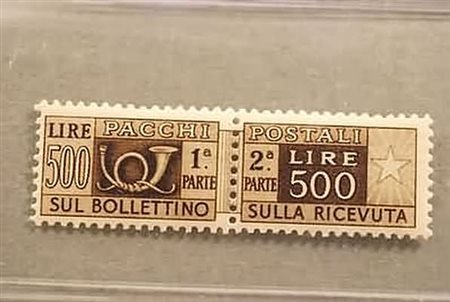 LIRE PACCHI POSTALI
500 1ª PARTE 2ª PARTE LIRE 500
SUL BOLLETTINO SULLA RICEVUTA